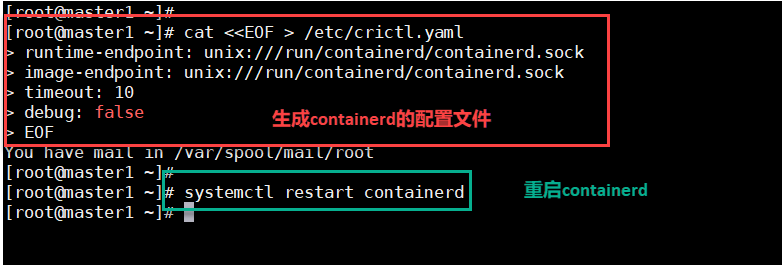 [root@master1 ~]#
[root@master1 ~]# cat <<EOF > /etc/crictl.yaml
> runtime-endpoint: unix:///run/containerd/containerd.sock
> image-endpoint: unix:///run/containerd/containerd.sock
> timeout: 10
> debug: false
> EOF
生成containerd的配置文件
You have mail in /var/spool/mail/root
[root@master1 ~]#
[root@master1 ~]# systemctl restart containerd
重启containerd
[root@master1 ~]#